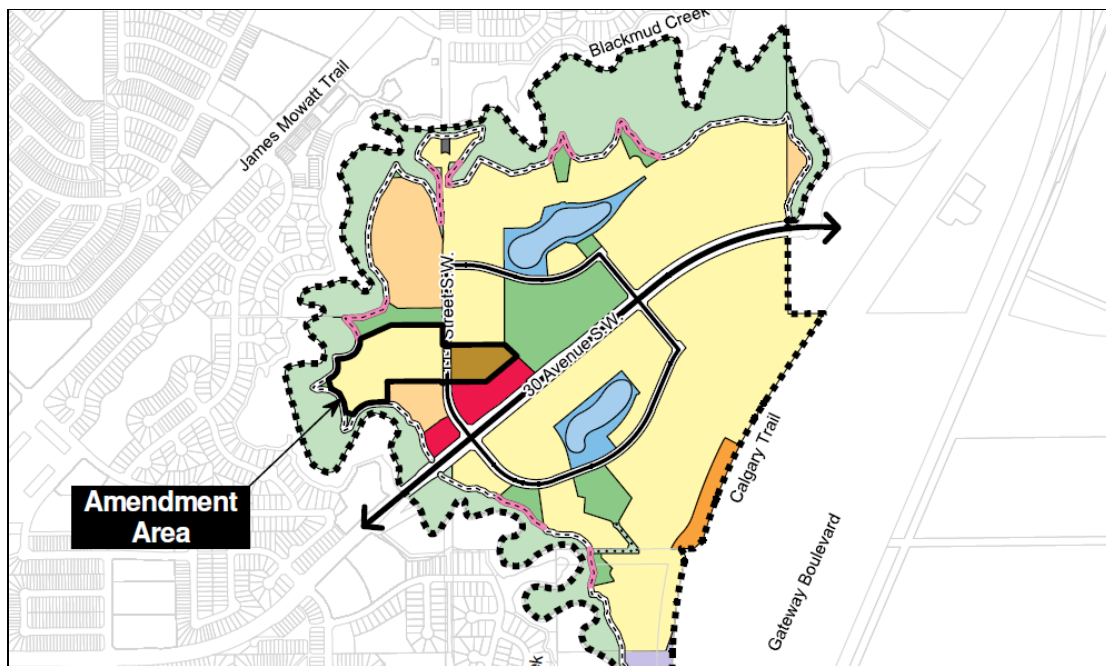 Blackmud Creek
James Mowatt Trail
Street S.W.
30 Avenue S.W.
Calgary Trail
Amendment
Area
Gateway Boulevard